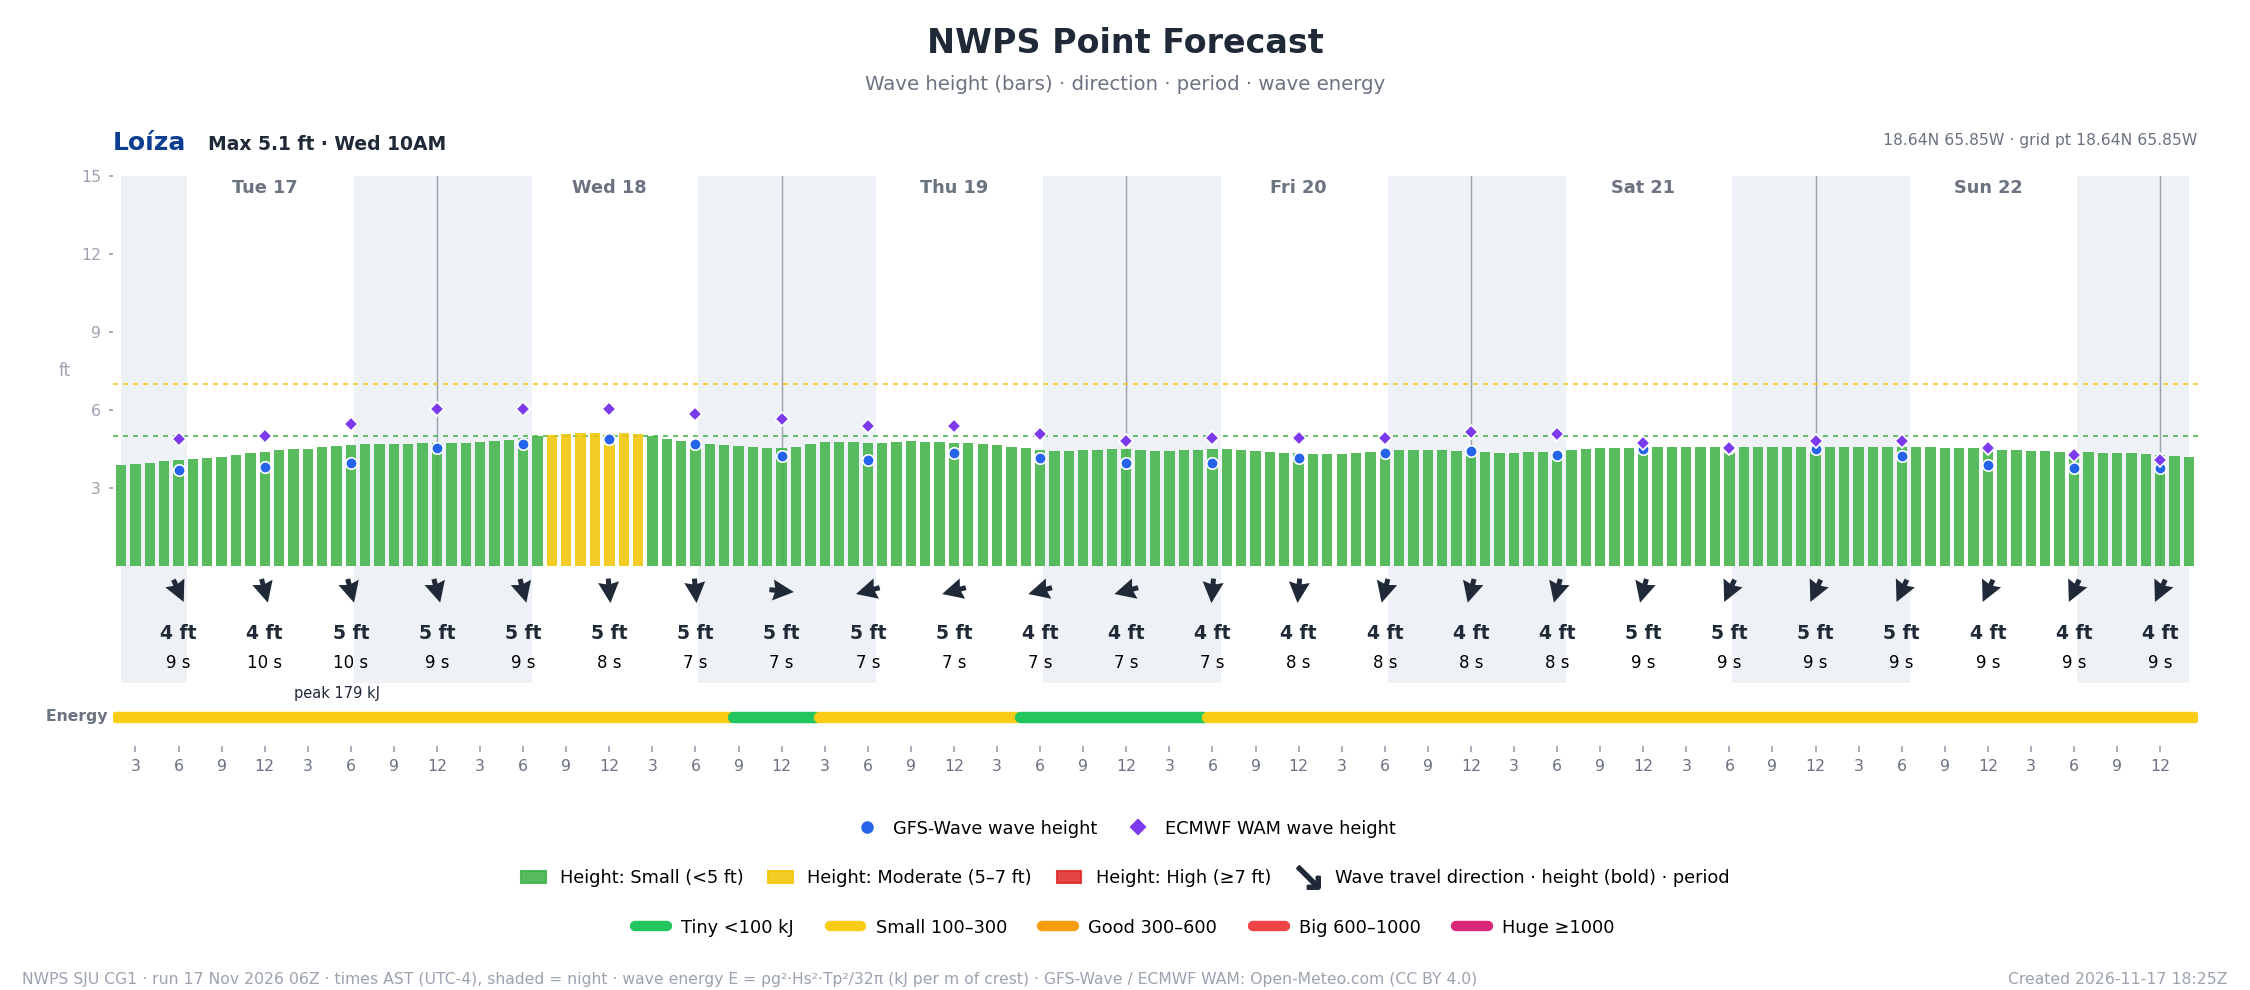 NWPS Point Forecast
Wave height (bars) · direction · period · wave energy
Loíza Max 5.1 ft · Wed 10AM 18.64N 65.85W · grid pt 18.64N 65.85W
Tue 17 Wed 18 Thu 19 Fri 20 Sat 21 Sun 22
15
12
9
ft
6
3
4 ft 4 ft 5 ft 5 ft 5 ft 5 ft 5 ft 5 ft 5 ft 5 ft 4 ft 4 ft 4 ft 4 ft 4 ft 4 ft 4 ft 5 ft 5 ft 5 ft 5 ft 4 ft 4 ft 4 ft
9 s 10 s 10 s 9 s 9 s 8 s 7 s 7 s 7 s 7 s 7 s 7 s 7 s 8 s 8 s 8 s 8 s 9 s 9 s 9 s 9 s 9 s 9 s 9 s
peak 179 kJ
Energy
3 6 9 12 3 6 9 12 3 6 9 12 3 6 9 12 3 6 9 12 3 6 9 12 3 6 9 12 3 6 9 12 3 6 9 12 3 6 9 12 3 6 9 12 3 6 9 12
GFS-Wave wave height ECMWF WAM wave height
Height: Small (<5 ft) Height: Moderate (5–7 ft) Height: High (≥7 ft) Wave travel direction · height (bold) · period
Tiny <100 kJ Small 100–300 Good 300–600 Big 600–1000 Huge ≥1000
NWPS SJU CG1 · run 17 Nov 2026 06Z · times AST (UTC-4), shaded = night · wave energy E = ρg²·Hs²·Tp²/32π (kJ per m of crest) · GFS-Wave / ECMWF WAM: Open-Meteo.com (CC BY 4.0) Created 2026-11-17 18:25Z